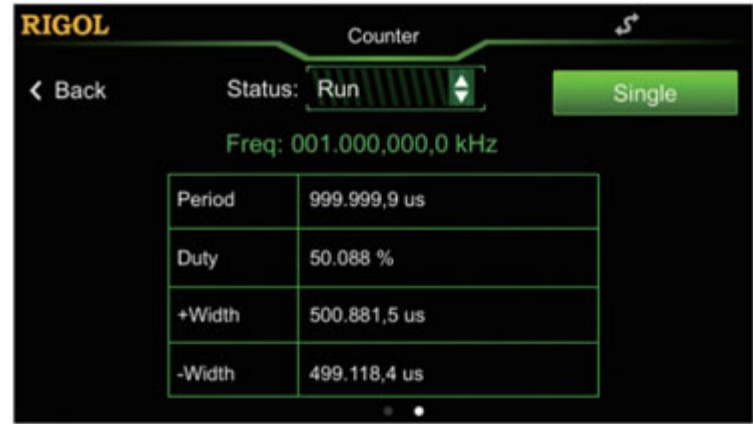 RIGOL
Counter
Back
Status: Run
Single
Freq: 001.000,000,0 kHz
Period 999.999,9 us
Duty 50.088 %
+Width 500.881,5 us
-Width 499.118,4 us